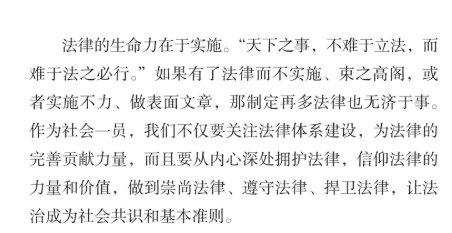 法律的生命力在于实施。“天下之事，不难于立法，而
难于法之必行。”如果有了法律而不实施、束之高阁，或
者实施不力、做表面文章，那制定再多法律也无济于事。
作为社会一员，我们不仅要关注法律体系建设，为法律的
完善贡献力量，而且要从内心深处拥护法律，信仰法律的
力量和价值，做到崇尚法律、遵守法律、捍卫法律，让法
治成为社会共识和基本准则。